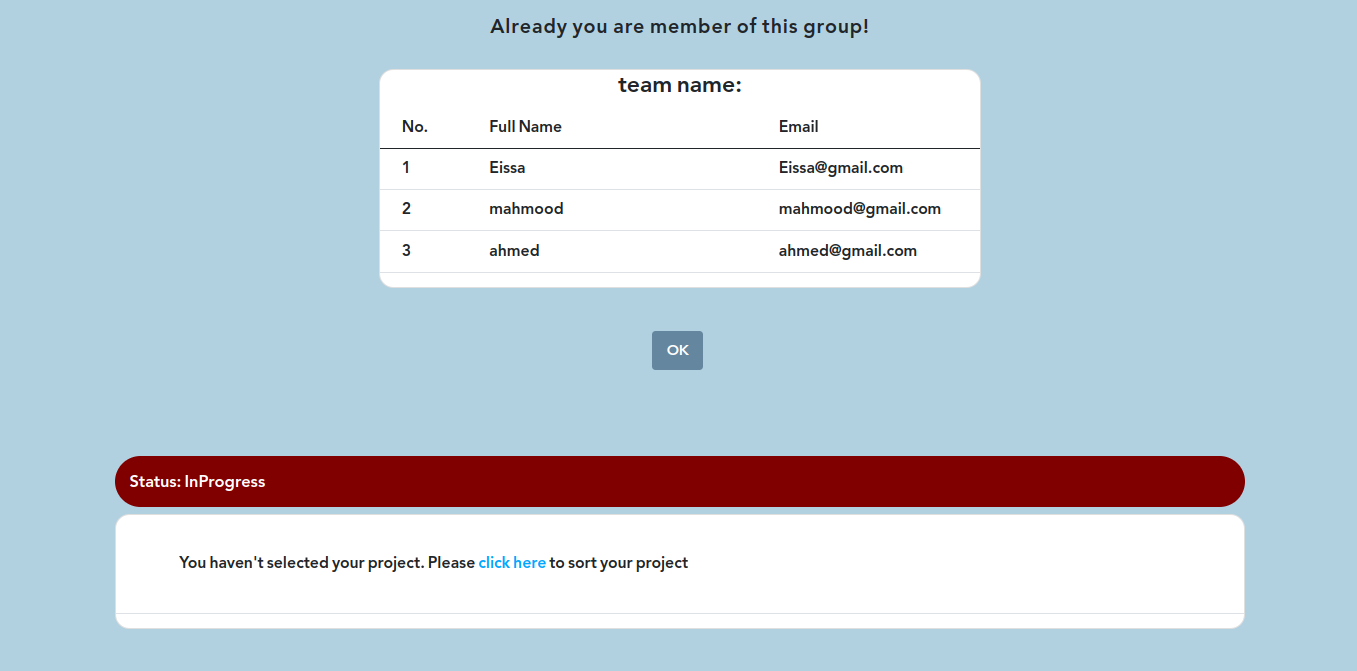 Already you are member of this group!
team name:
No. Full Name Email
1 Eissa Eissa@gmail.com
2 mahmood mahmood@gmail.com
3 ahmed ahmed@gmail.com
OK
Status: InProgress
You haven't selected your project. Please click here to sort your project